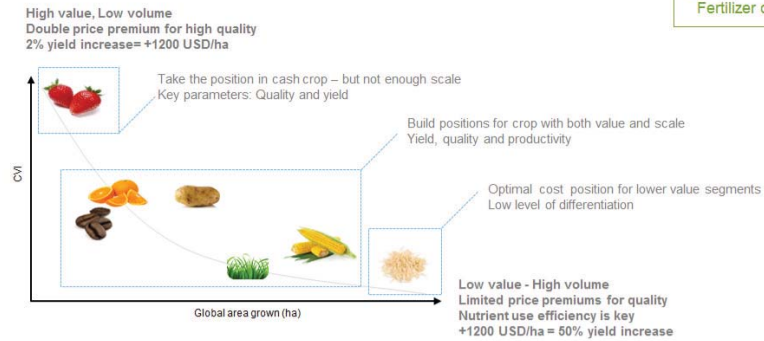 High value, Low volume
Double price premium for high quality
2% yield increase= +1200 USD/ha
Fertilizer
Take the position in cash crop – but not enough scale
Key parameters: Quality and yield
Build positions for crop with both value and scale
Yield, quality and productivity
CVI
Optimal cost position for lower value segments
Low level of differentiation
Low value - High volume
Limited price premiums for quality
Nutrient use efficiency is key
+1200 USD/ha = 50% yield increase
Global area grown (ha)